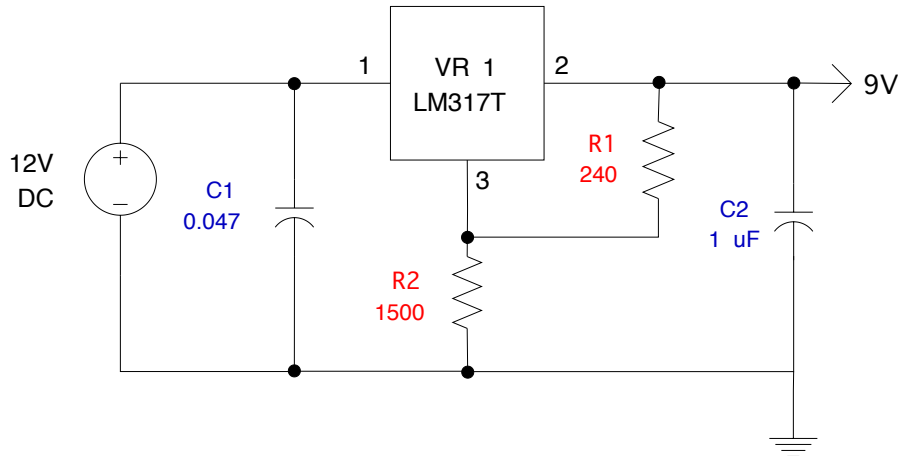 1
VR 1
LM317T
2
9V
3
12V
DC
+
−
C1
0.047
R1
240
C2
1 uF
R2
1500